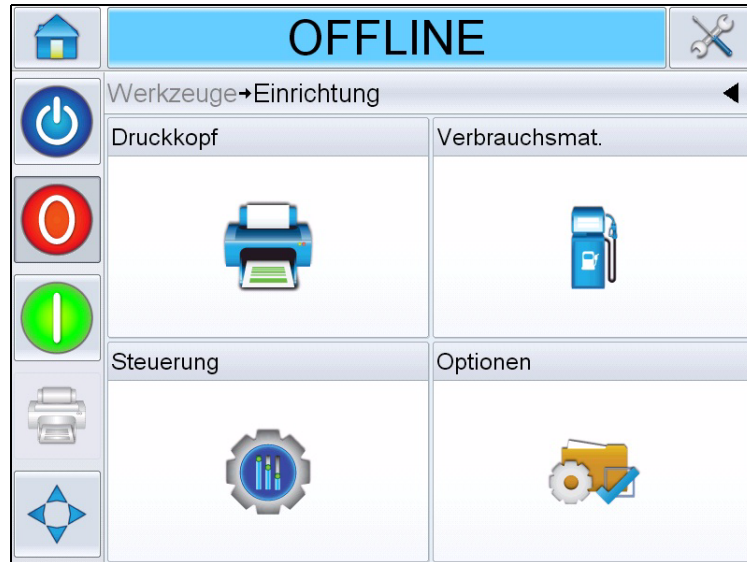 OFFLINE
Werkzeuge→Einrichtung
Druckkopf
Verbrauchsmat.
Steuerung
Optionen